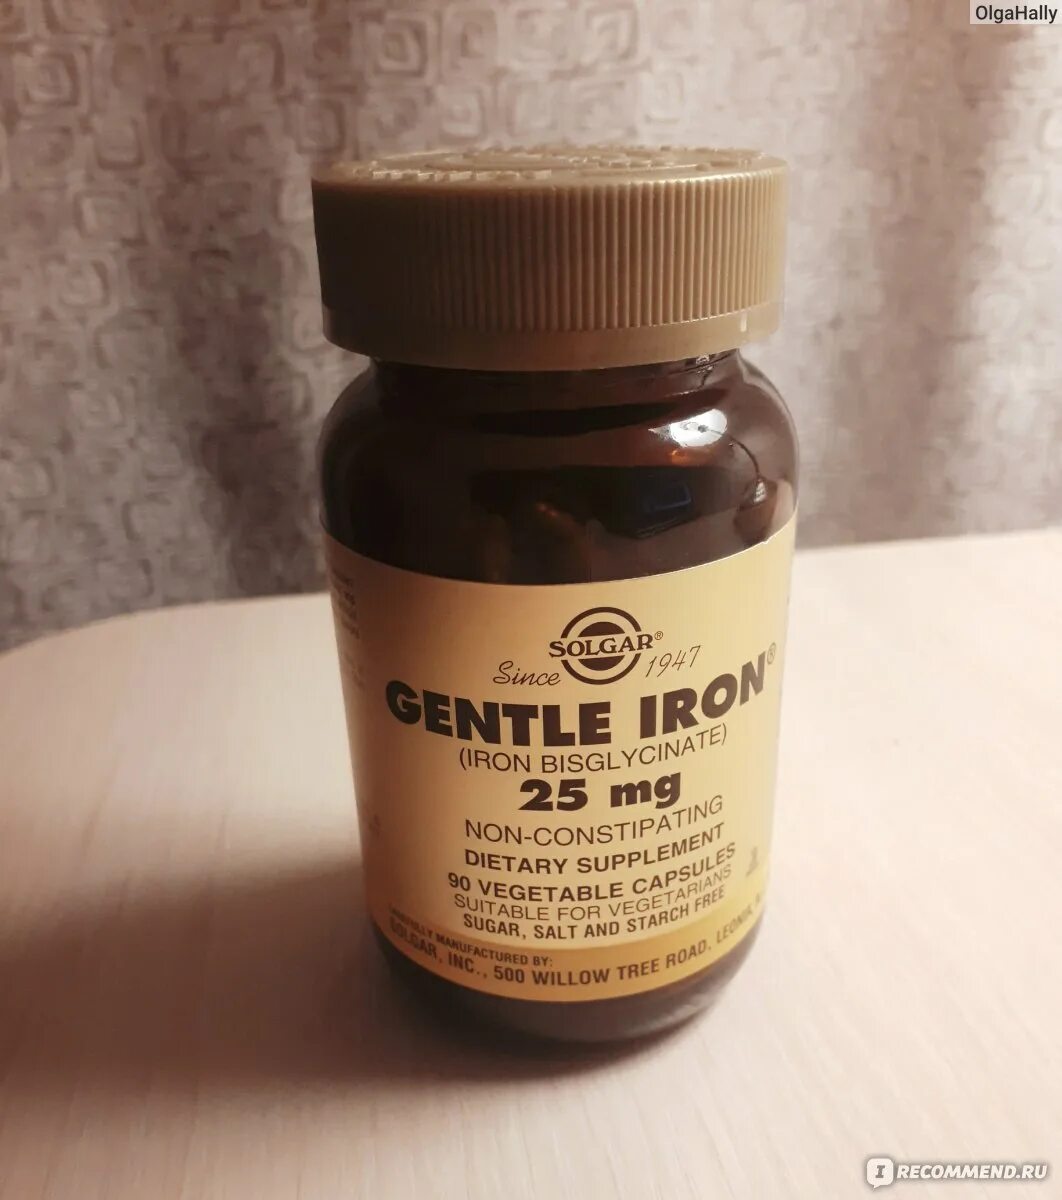 OlgaHally
SOLGAR®
Since 1947
GENTLE IRON®
(IRON BISGLYCINATE)
25 mg
NON-CONSTIPATING
DIETARY SUPPLEMENT
90 VEGETABLE CAPSULES
SUITABLE FOR VEGETARIANS
SUGAR, SALT AND STARCH FREE
MANUFACTURED BY:
SOLGAR, INC., 500 WILLOW TREE ROAD, LEONIA,
I RECOMMEND.RU